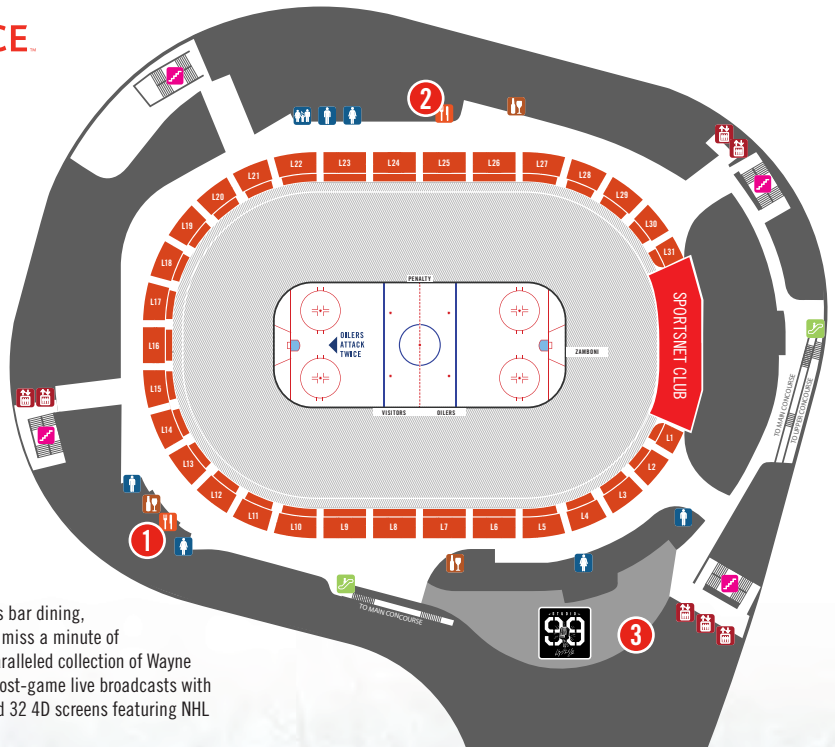 CE™
2
L22 L23 L24 L25 L26 L27
L21 L28
L20 L29
L19 L30
L18 L31
L17
L16
L15
L14 L1
L13 L2
L12 L3
L11 L4
L10 L9 L8 L7 L6 L5
SPORTSNET CLUB
PENALTY
OILERS
ATTACK
TWICE
ZAMBONI
VISITORS OILERS
TO MAIN CONCOURSE
TO UPPER CONCOURSE
1
TO MAIN CONCOURSE
STUDIO
99
3
s bar dining,
miss a minute of
aralleled collection of Wayne
ost-game live broadcasts with
d 32 4D screens featuring NHL